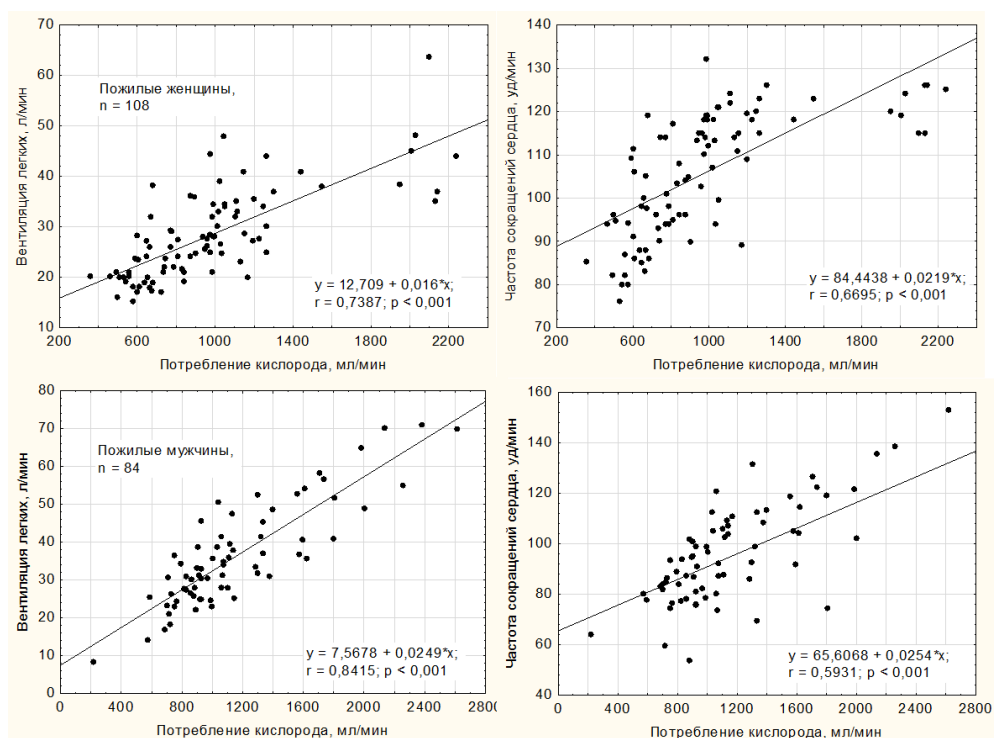 70
60
50
40
30
20
10
Вентиляция легких, л/мин
Пожилые женщины,
n = 108
y = 12,709 + 0,016*x;
r = 0,7387; p < 0,001
200 600 1000 1400 1800 2200
Потребление кислорода, мл/мин
140
130
120
110
100
90
80
70
Частота сокращений сердца, уд/мин
y = 84,4438 + 0,0219*x;
r = 0,6695; p < 0,001
200 600 1000 1400 1800 2200
Потребление кислорода, мл/мин
80
70
60
50
40
30
20
10
0
Вентиляция легких, л/мин
Пожилые мужчины,
n = 84
y = 7,5678 + 0,0249*x;
r = 0,8415; p < 0,001
0 400 800 1200 1600 2000 2400 2800
Потребление кислорода, мл/мин
160
140
120
100
80
60
40
Частота сокращений сердца, уд/мин
y = 65,6068 + 0,0254*x;
r = 0,5931; p < 0,001
0 400 800 1200 1600 2000 2400 2800
Потребление кислорода, мл/мин